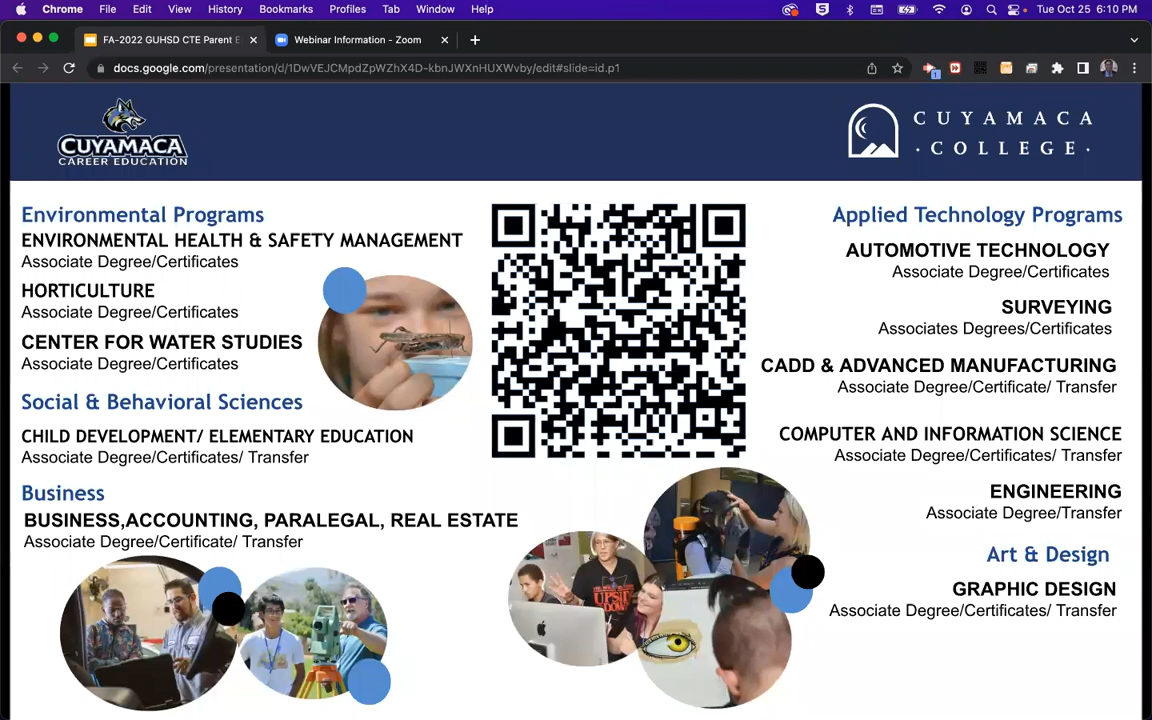 Chrome File Edit View History Bookmarks Profiles Tab Window Help
Tue Oct 25 6:10 PM
FA-2022 GUHSD CTE Parent E
Webinar Information - Zoom
docs.google.com/presentation/d/1DwVEJCMpdZpWZhX4D-kbnJWXnHUXWvby/edit#slide=id.p1
1
CUYAMACA
CAREER EDUCATION
CUYAMACA
· COLLEGE ·
Environmental Programs
ENVIRONMENTAL HEALTH & SAFETY MANAGEMENT
Associate Degree/Certificates
HORTICULTURE
Associate Degree/Certificates
CENTER FOR WATER STUDIES
Associate Degree/Certificates
Social & Behavioral Sciences
CHILD DEVELOPMENT/ ELEMENTARY EDUCATION
Associate Degree/Certificates/ Transfer
Business
BUSINESS,ACCOUNTING, PARALEGAL, REAL ESTATE
Associate Degree/Certificate/ Transfer
Applied Technology Programs
AUTOMOTIVE TECHNOLOGY
Associate Degree/Certificates
SURVEYING
Associates Degrees/Certificates
CADD & ADVANCED MANUFACTURING
Associate Degree/Certificate/ Transfer
COMPUTER AND INFORMATION SCIENCE
Associate Degree/Certificates/ Transfer
ENGINEERING
Associate Degree/Transfer
Art & Design
GRAPHIC DESIGN
Associate Degree/Certificates/ Transfer
UPSI
DOW